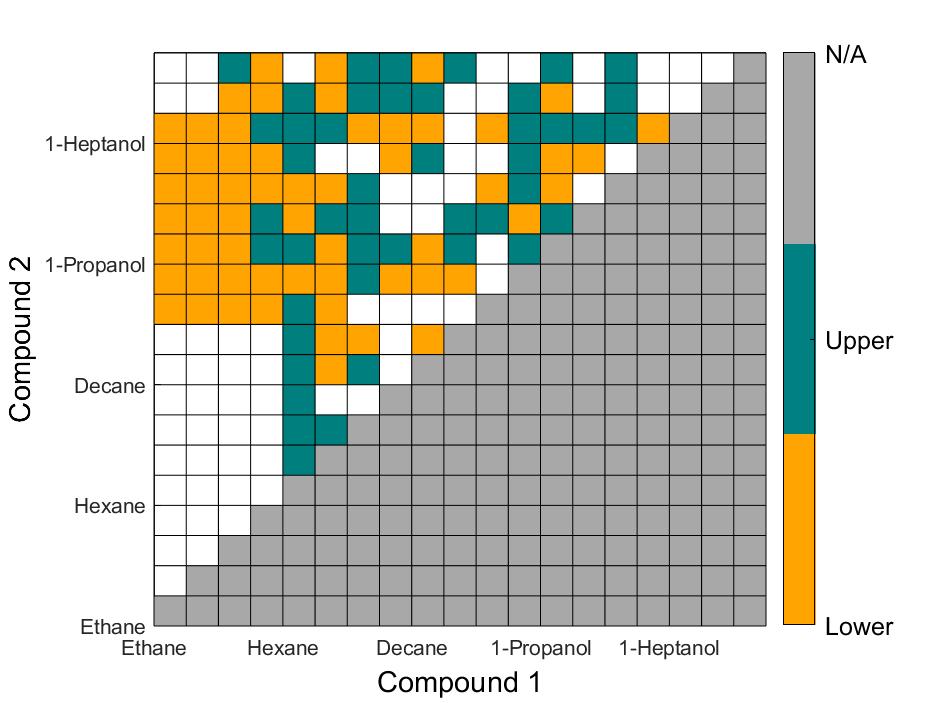 N/A
1-Heptanol
1-Propanol
Upper
Compound 2
Decane
Hexane
Ethane
Lower
Ethane Hexane Decane 1-Propanol 1-Heptanol
Compound 1